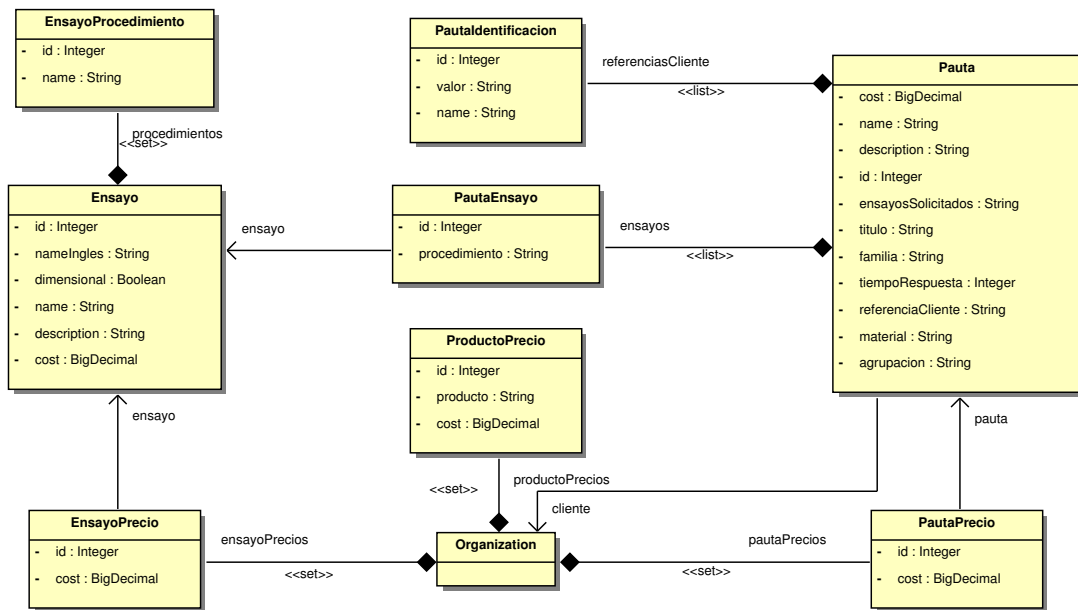 EnsayoProcedimiento
- id : Integer
- name : String
procedimientos
<<set>>
PautaIdentificacion
- id : Integer
- valor : String
- name : String
referenciasCliente
<<list>>
Pauta
- cost : BigDecimal
- name : String
- description : String
- id : Integer
- ensayosSolicitados : String
- titulo : String
- familia : String
- tiempoRespuesta : Integer
- referenciaCliente : String
- material : String
- agrupacion : String
Ensayo
- id : Integer
- nameIngles : String
- dimensional : Boolean
- name : String
- description : String
- cost : BigDecimal
ensayo
PautaEnsayo
- id : Integer
- procedimiento : String
ensayos
<<list>>
ProductoPrecio
- id : Integer
- producto : String
- cost : BigDecimal
ensayo
pauta
<<set>>
productoPrecios
cliente
EnsayoPrecio
- id : Integer
- cost : BigDecimal
ensayoPrecios
<<set>>
Organization
pautaPrecios
<<set>>
PautaPrecio
- id : Integer
- cost : BigDecimal